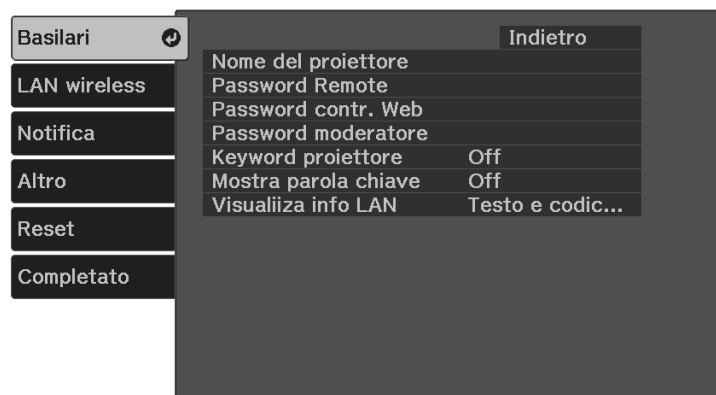 Basilari
LAN wireless
Notifica
Altro
Reset
Completato
Indietro
Nome del proiettore
Password Remote
Password contr. Web
Password moderatore
Keyword proiettore Off
Mostra parola chiave Off
Visualiiza info LAN Testo e codic...